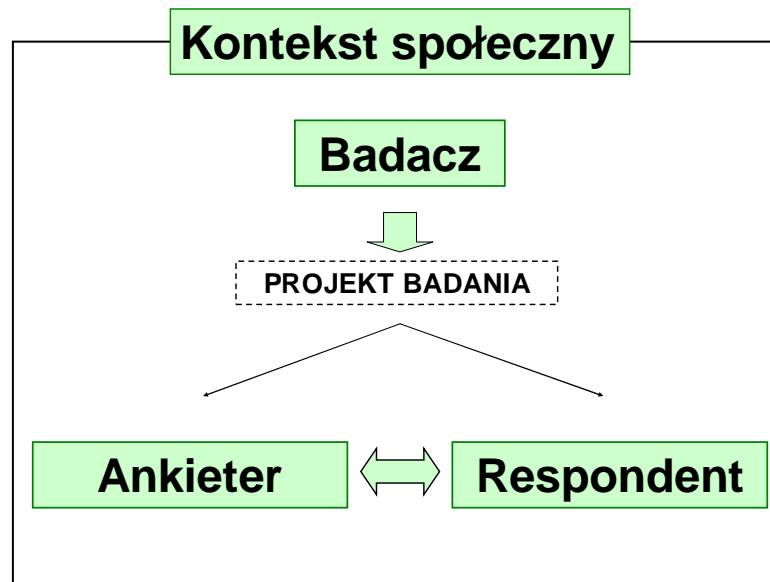 Kontekst społeczny
Badacz
PROJEKT BADANIA
Ankieter
Respondent